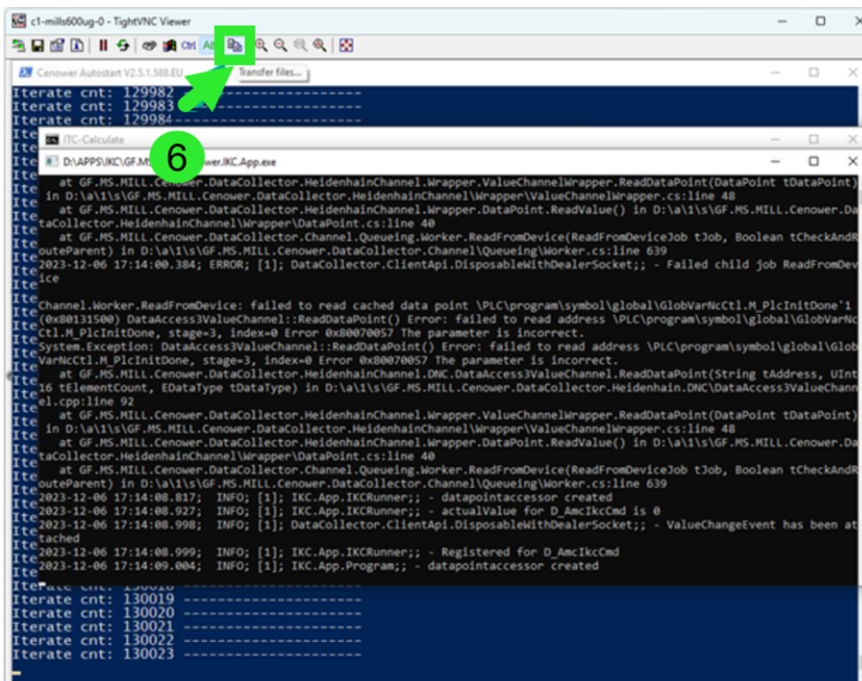 c1-mills600ug-0 - TightVNC Viewer
Ctrl
Cenower Autostart V2.5.1.588.EU
Transfer files...
Iterate cnt: 129982 --------------------
Iterate cnt: 129983 --------------------
Iterate cnt: 129984--------------------
6
ITC-Calculate
D:\APPS\IKC\GF.MS wer.IKC.App.exe
at GF.MS.MILL.Cenower.DataCollector.HeidenhainChannel.Wrapper.ValueChannelWrapper.ReadDataPoint(DataPoint tDataPoint)
in D:\a\1\s\GF.MS.MILL.Cenower.DataCollector.HeidenhainChannel\Wrapper\ValueChannelWrapper.cs:line 48
at GF.MS.MILL.Cenower.DataCollector.HeidenhainChannel.Wrapper.DataPoint.ReadValue() in D:\a\1\s\GF.MS.MILL.Cenower.Da
taCollector.HeidenhainChannel\Wrapper\DataPoint.cs:line 40
at GF.MS.MILL.Cenower.DataCollector.Channel.Queueing.Worker.ReadFromDevice(ReadFromDeviceJob tJob, Boolean tCheckAndR
outeParent) in D:\a\1\s\GF.MS.MILL.Cenower.DataCollector.Channel\Queueing\Worker.cs:line 639
2023-12-06 17:14:00.384; ERROR; [1]; DataCollector.ClientApi.DisposableWithDealerSocket;; - Failed child job ReadFromDev
ice
Channel.Worker.ReadFromDevice: failed to read cached data point \PLC\program\symbol\global\GlobVarNcCtl.M_PlcInitDone'1
(0x80131500) DataAccess3ValueChannel::ReadDataPoint() Error: failed to read address \PLC\program\symbol\global\GlobVarNc
Ctl.M_PlcInitDone, stage=3, index=0 Error 0x80070057 The parameter is incorrect.
System.Exception: DataAccess3ValueChannel::ReadDataPoint() Error: failed to read address \PLC\program\symbol\global\Glob
VarNcCtl.M_PlcInitDone, stage=3, index=0 Error 0x80070057 The parameter is incorrect.
at GF.MS.MILL.Cenower.DataCollector.HeidenhainChannel.DNC.DataAccess3ValueChannel.ReadDataPoint(String tAddress, UInt
16 tElementCount, EDataType tDataType) in D:\a\1\s\GF.MS.MILL.Cenower.DataCollector.Heidenhain.DNC\DataAccess3ValueChann
el.cpp:line 92
at GF.MS.MILL.Cenower.DataCollector.HeidenhainChannel.Wrapper.ValueChannelWrapper.ReadDataPoint(DataPoint tDataPoint)
in D:\a\1\s\GF.MS.MILL.Cenower.DataCollector.HeidenhainChannel\Wrapper\ValueChannelWrapper.cs:line 48
at GF.MS.MILL.Cenower.DataCollector.HeidenhainChannel.Wrapper.DataPoint.ReadValue() in D:\a\1\s\GF.MS.MILL.Cenower.Da
taCollector.HeidenhainChannel\Wrapper\DataPoint.cs:line 40
at GF.MS.MILL.Cenower.DataCollector.Channel.Queueing.Worker.ReadFromDevice(ReadFromDeviceJob tJob, Boolean tCheckAndR
outeParent) in D:\a\1\s\GF.MS.MILL.Cenower.DataCollector.Channel\Queueing\Worker.cs:line 639
2023-12-06 17:14:08.817;  INFO; [1]; IKC.App.IKCRunner;; - datapointaccessor created
2023-12-06 17:14:08.927;  INFO; [1]; IKC.App.IKCRunner;; - actualValue for D_AmcIkcCmd is 0
2023-12-06 17:14:08.998;  INFO; [1]; DataCollector.ClientApi.DisposableWithDealerSocket;; - ValueChangeEvent has been at
tached
2023-12-06 17:14:08.999;  INFO; [1]; IKC.App.IKCRunner;; - Registered for D_AmcIkcCmd
2023-12-06 17:14:09.004;  INFO; [1]; IKC.App.Program;; - datapointaccessor created
Iterate cnt: 130019 --------------------
Iterate cnt: 130020 --------------------
Iterate cnt: 130021 --------------------
Iterate cnt: 130022 --------------------
Iterate cnt: 130023 --------------------